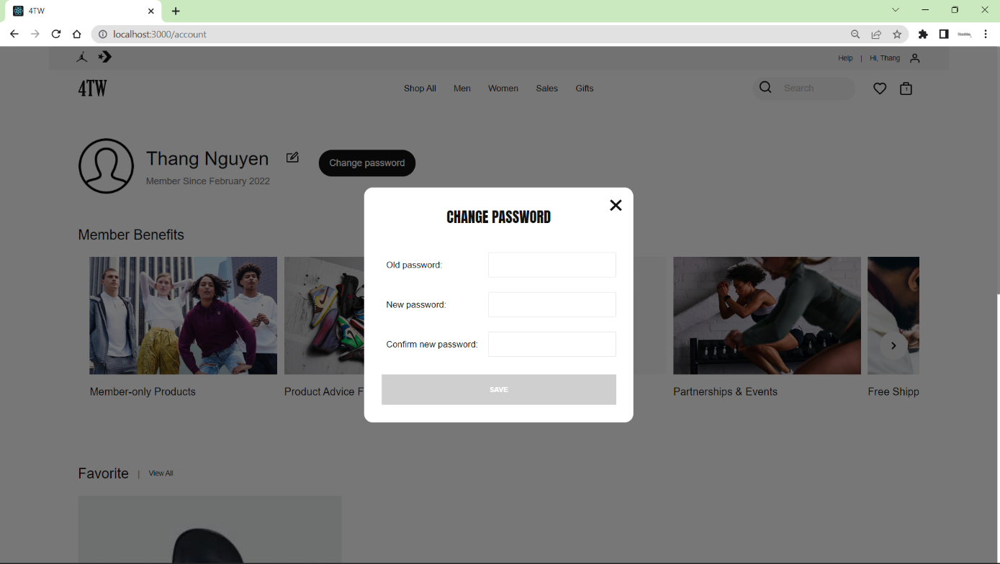 4TW
localhost:3000/account
Help | Hi, Thang
4TW
Shop All Men Women Sales Gifts
Search
1
Thang Nguyen
Change password
Member Since February 2022
CHANGE PASSWORD
Member Benefits
Old password:
New password:
Confirm new password:
SAVE
Member-only Products
Product Advice F
Partnerships & Events
Free Shipp
Favorite | View All